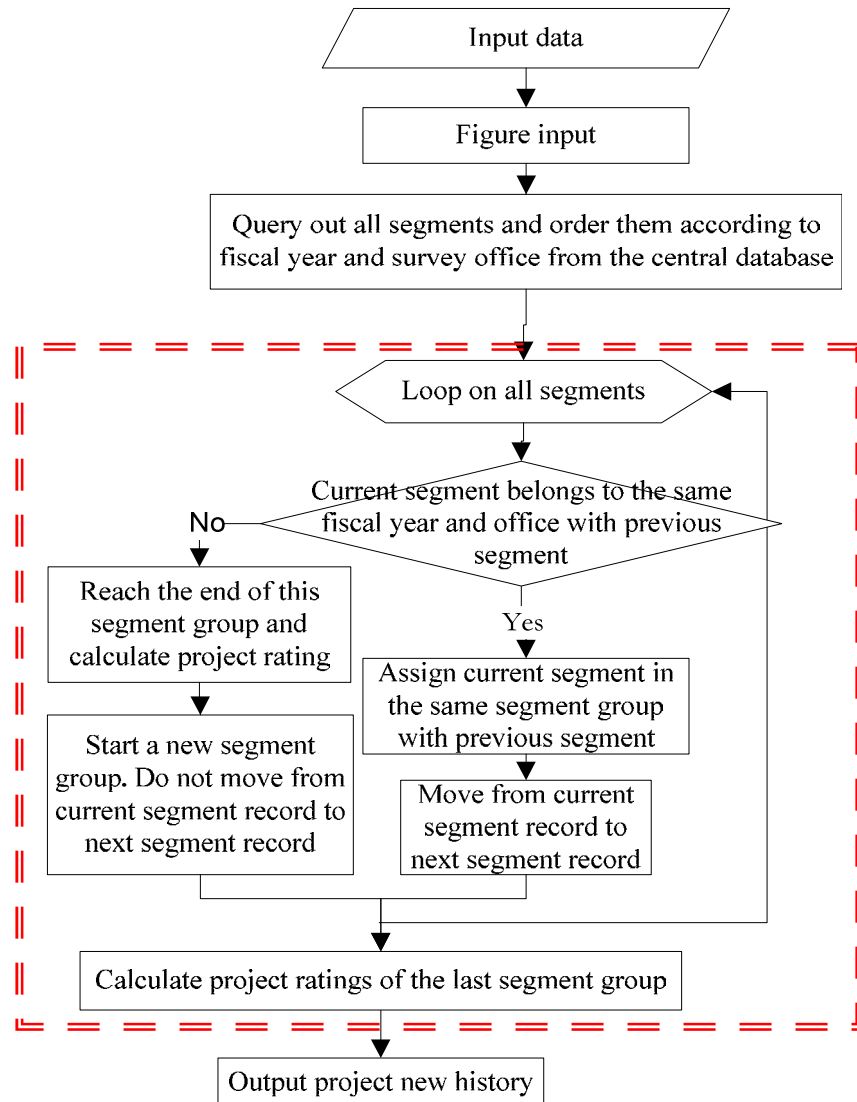 Input data
Figure input
Query out all segments and order them according to
fiscal year and survey office from the central database
Loop on all segments
Current segment belongs to the same
fiscal year and office with previous
segment
No
Yes
Reach the end of this
segment group and
calculate project rating
Start a new segment
group. Do not move from
current segment record to
next segment record
Assign current segment in
the same segment group
with previous segment
Move from current
segment record to
next segment record
Calculate project ratings of the last segment group
Output project new history